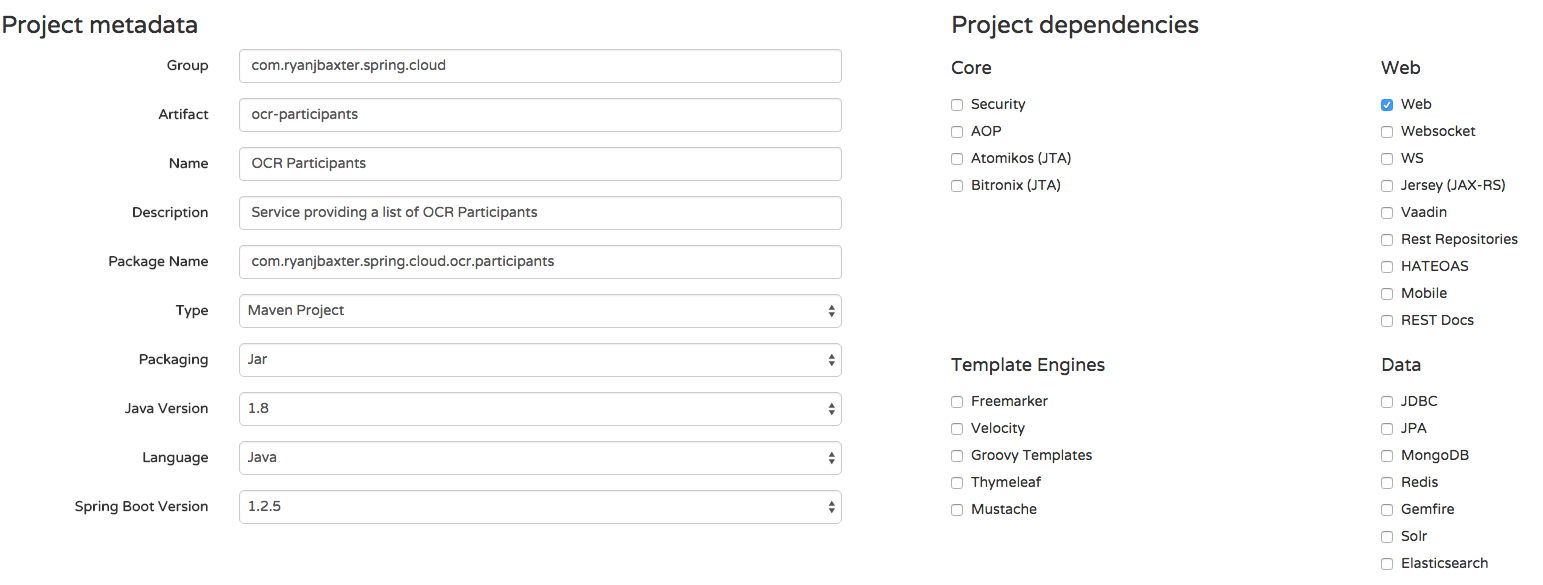 Project metadata
Group com.ryanjbaxter.spring.cloud
Artifact ocr-participants
Name OCR Participants
Description Service providing a list of OCR Participants
Package Name com.ryanjbaxter.spring.cloud.ocr.participants
Type Maven Project
Packaging Jar
Java Version 1.8
Language Java
Spring Boot Version 1.2.5
Project dependencies
Core
Security
AOP
Atomikos (JTA)
Bitronix (JTA)
Web
Web
Websocket
WS
Jersey (JAX-RS)
Vaadin
Rest Repositories
HATEOAS
Mobile
REST Docs
Template Engines
Freemarker
Velocity
Groovy Templates
Thymeleaf
Mustache
Data
JDBC
JPA
MongoDB
Redis
Gemfire
Solr
Elasticsearch